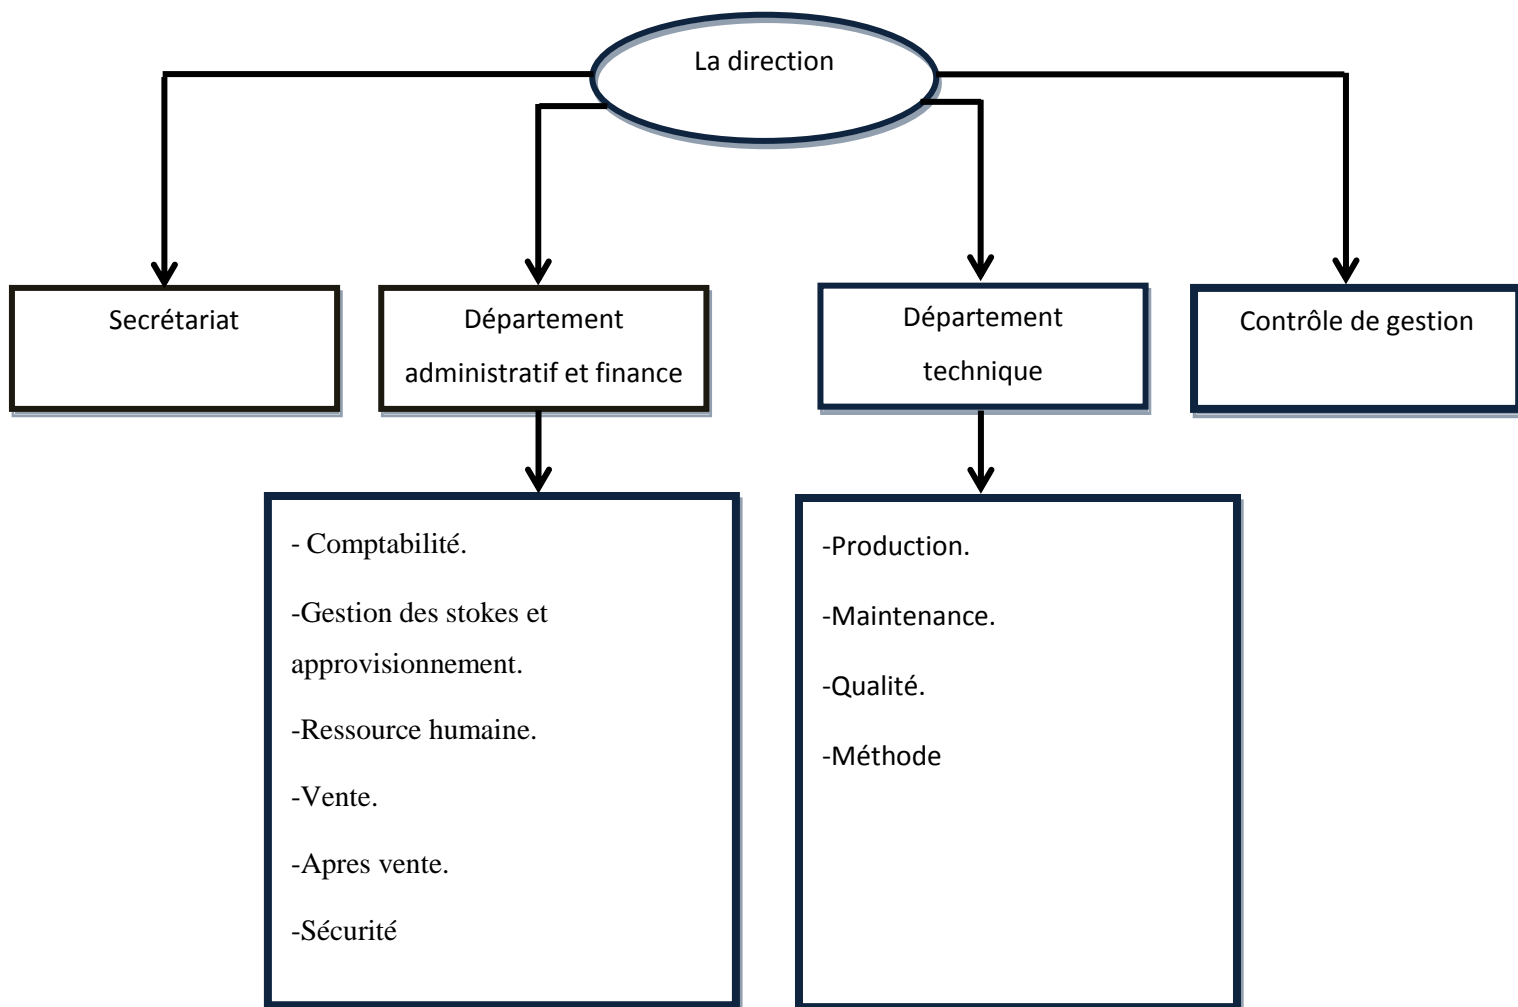 La direction
Secrétariat
Département
administratif et finance
Département
technique
Contrôle de gestion
- Comptabilité.
-Gestion des stokes et
approvisionnement.
-Ressource humaine.
-Vente.
-Apres vente.
-Sécurité
-Production.
-Maintenance.
-Qualité.
-Méthode